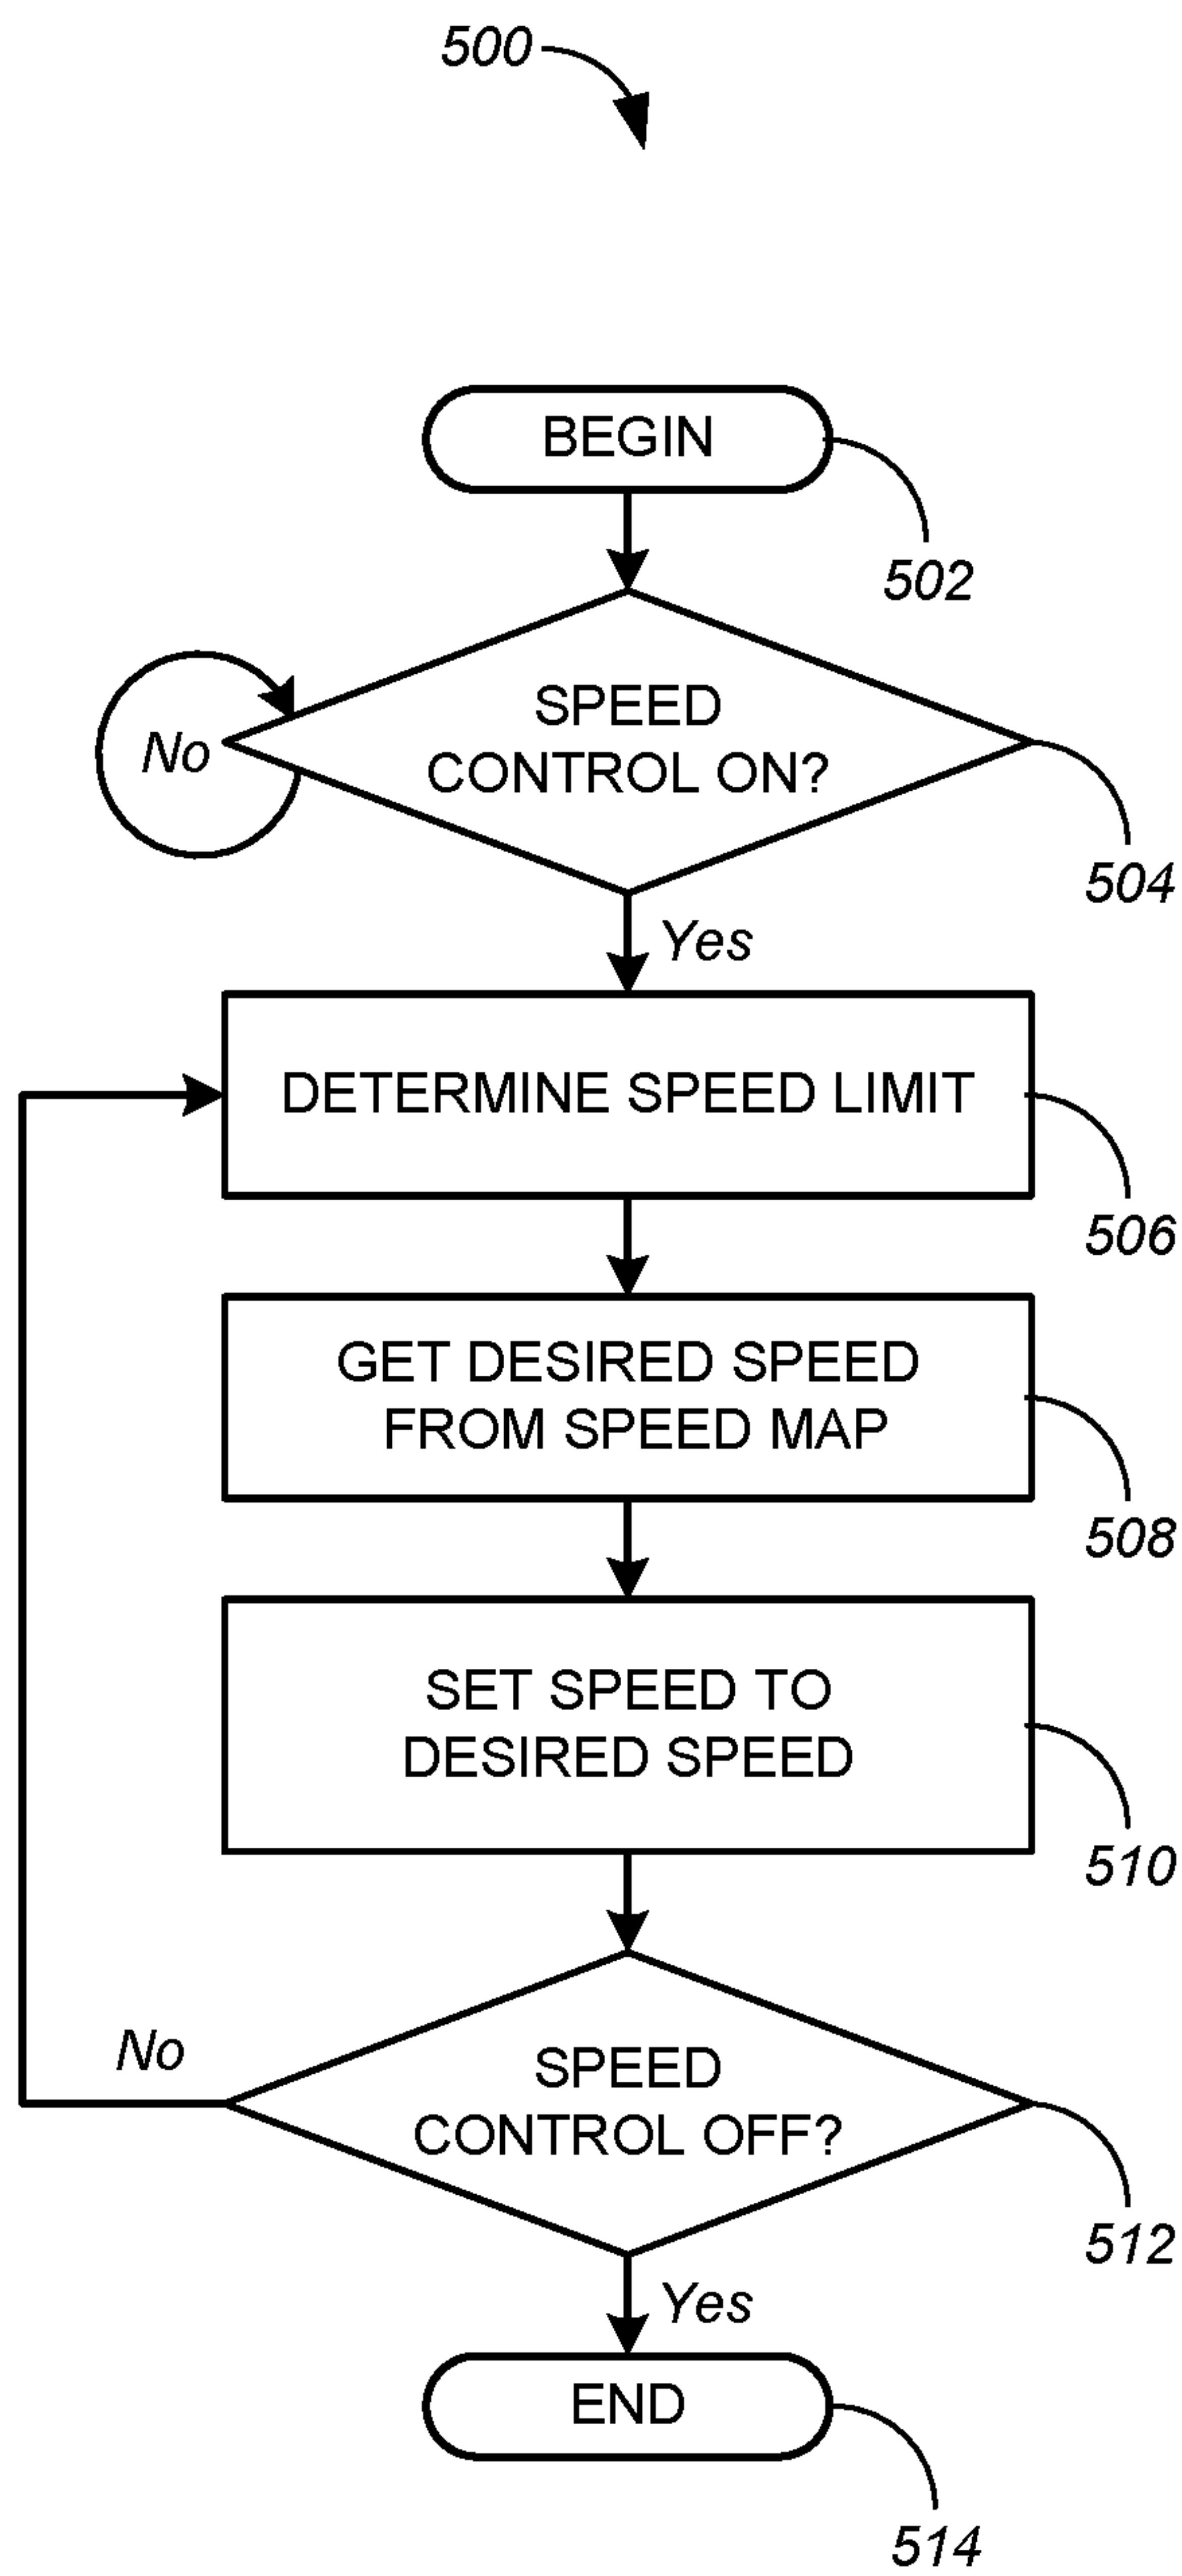 500
BEGIN
502
SPEED
CONTROL ON?
No
504
Yes
DETERMINE SPEED LIMIT
506
GET DESIRED SPEED
FROM SPEED MAP
508
SET SPEED TO
DESIRED SPEED
510
No
SPEED
CONTROL OFF?
512
Yes
END
514